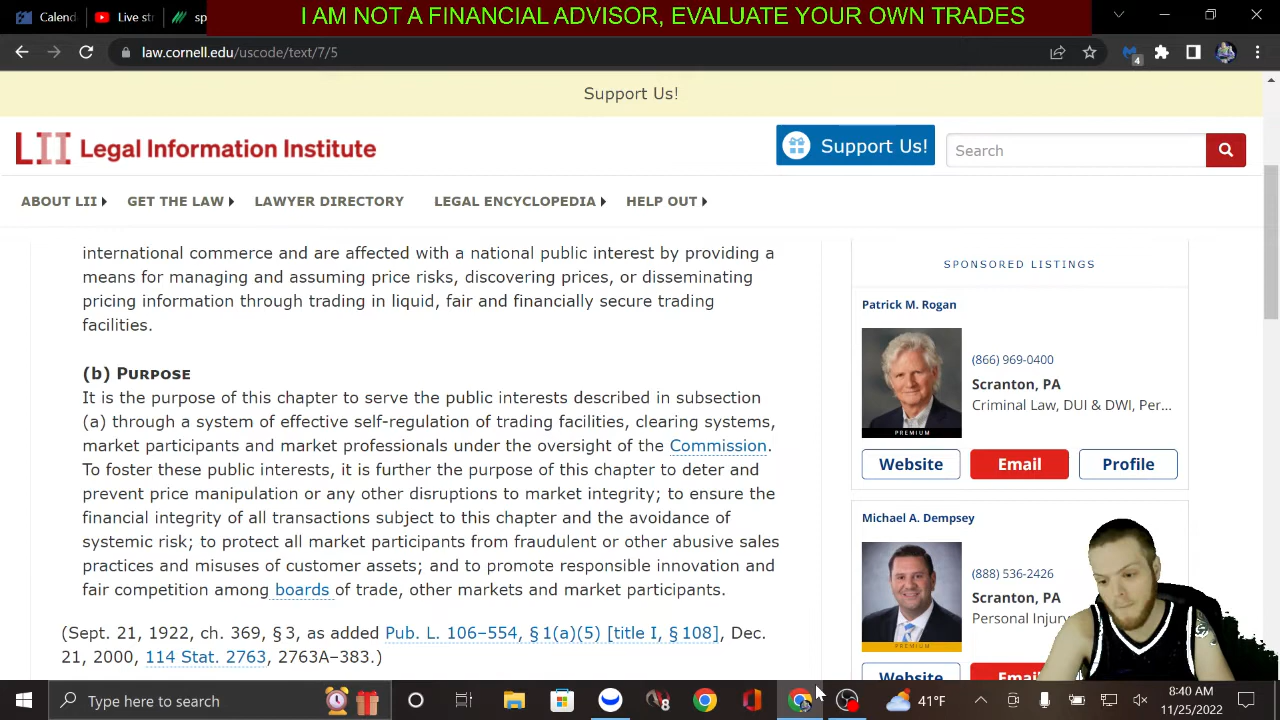 I AM NOT A FINANCIAL ADVISOR, EVALUATE YOUR OWN TRADES
Calend
Live str
sp
law.cornell.edu/uscode/text/7/5
4
Support Us!
LII Legal Information Institute
Support Us!
Search
ABOUT LII
GET THE LAW
LAWYER DIRECTORY
LEGAL ENCYCLOPEDIA
HELP OUT
international commerce and are affected with a national public interest by providing a
means for managing and assuming price risks, discovering prices, or disseminating
pricing information through trading in liquid, fair and financially secure trading
facilities.
(b) PURPOSE
It is the purpose of this chapter to serve the public interests described in subsection
(a) through a system of effective self-regulation of trading facilities, clearing systems,
market participants and market professionals under the oversight of the Commission.
To foster these public interests, it is further the purpose of this chapter to deter and
prevent price manipulation or any other disruptions to market integrity; to ensure the
financial integrity of all transactions subject to this chapter and the avoidance of
systemic risk; to protect all market participants from fraudulent or other abusive sales
practices and misuses of customer assets; and to promote responsible innovation and
fair competition among boards of trade, other markets and market participants.
(Sept. 21, 1922, ch. 369, § 3, as added Pub. L. 106–554, § 1(a)(5) [title I, § 108], Dec.
21, 2000, 114 Stat. 2763, 2763A–383.)
SPONSORED LISTINGS
Patrick M. Rogan
(866) 969-0400
Scranton, PA
Criminal Law, DUI & DWI, Per...
PREMIUM
Website
Email
Profile
Michael A. Dempsey
(888) 536-2426
Scranton, PA
Personal Injury
PREMIUM
Website
Email
Type here to search
8
41°F
8:40 AM
11/25/2022